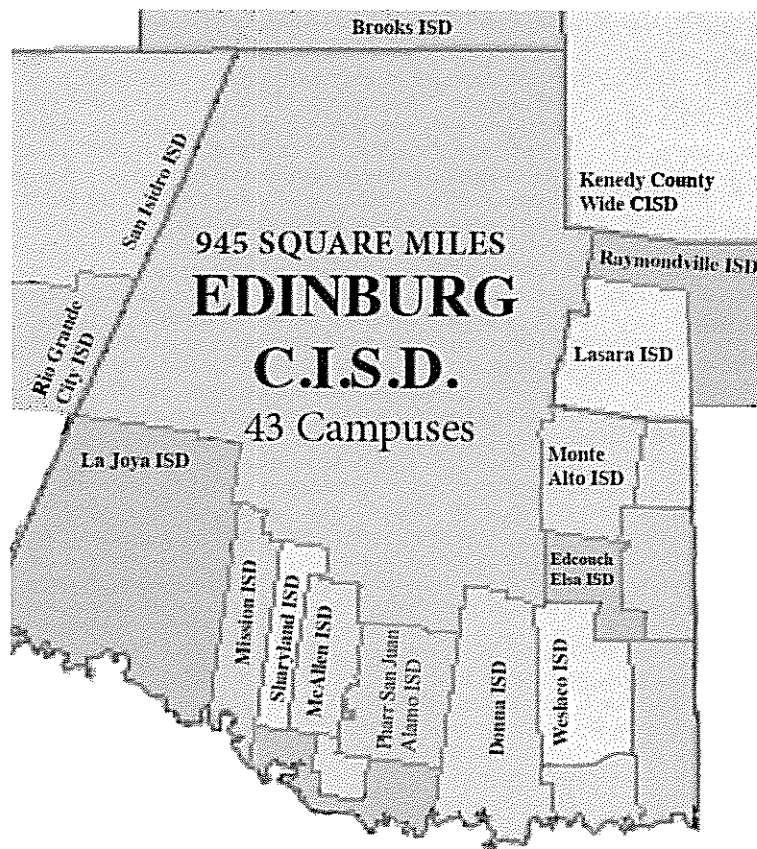 Brooks ISD
San Isidro ISD
Kenedy County
Wide CISD
945 SQUARE MILES
EDINBURG
C.I.S.D.
43 Campuses
Raymondville ISD
Rio Grande
City ISD
Lasara ISD
La Joya ISD
Monte
Alto ISD
Edcouch
Elsa ISD
Mission ISD
Sharyland ISD
McAllen ISD
Pharr San Juan
Alamo ISD
Donna ISD
Weslaco ISD